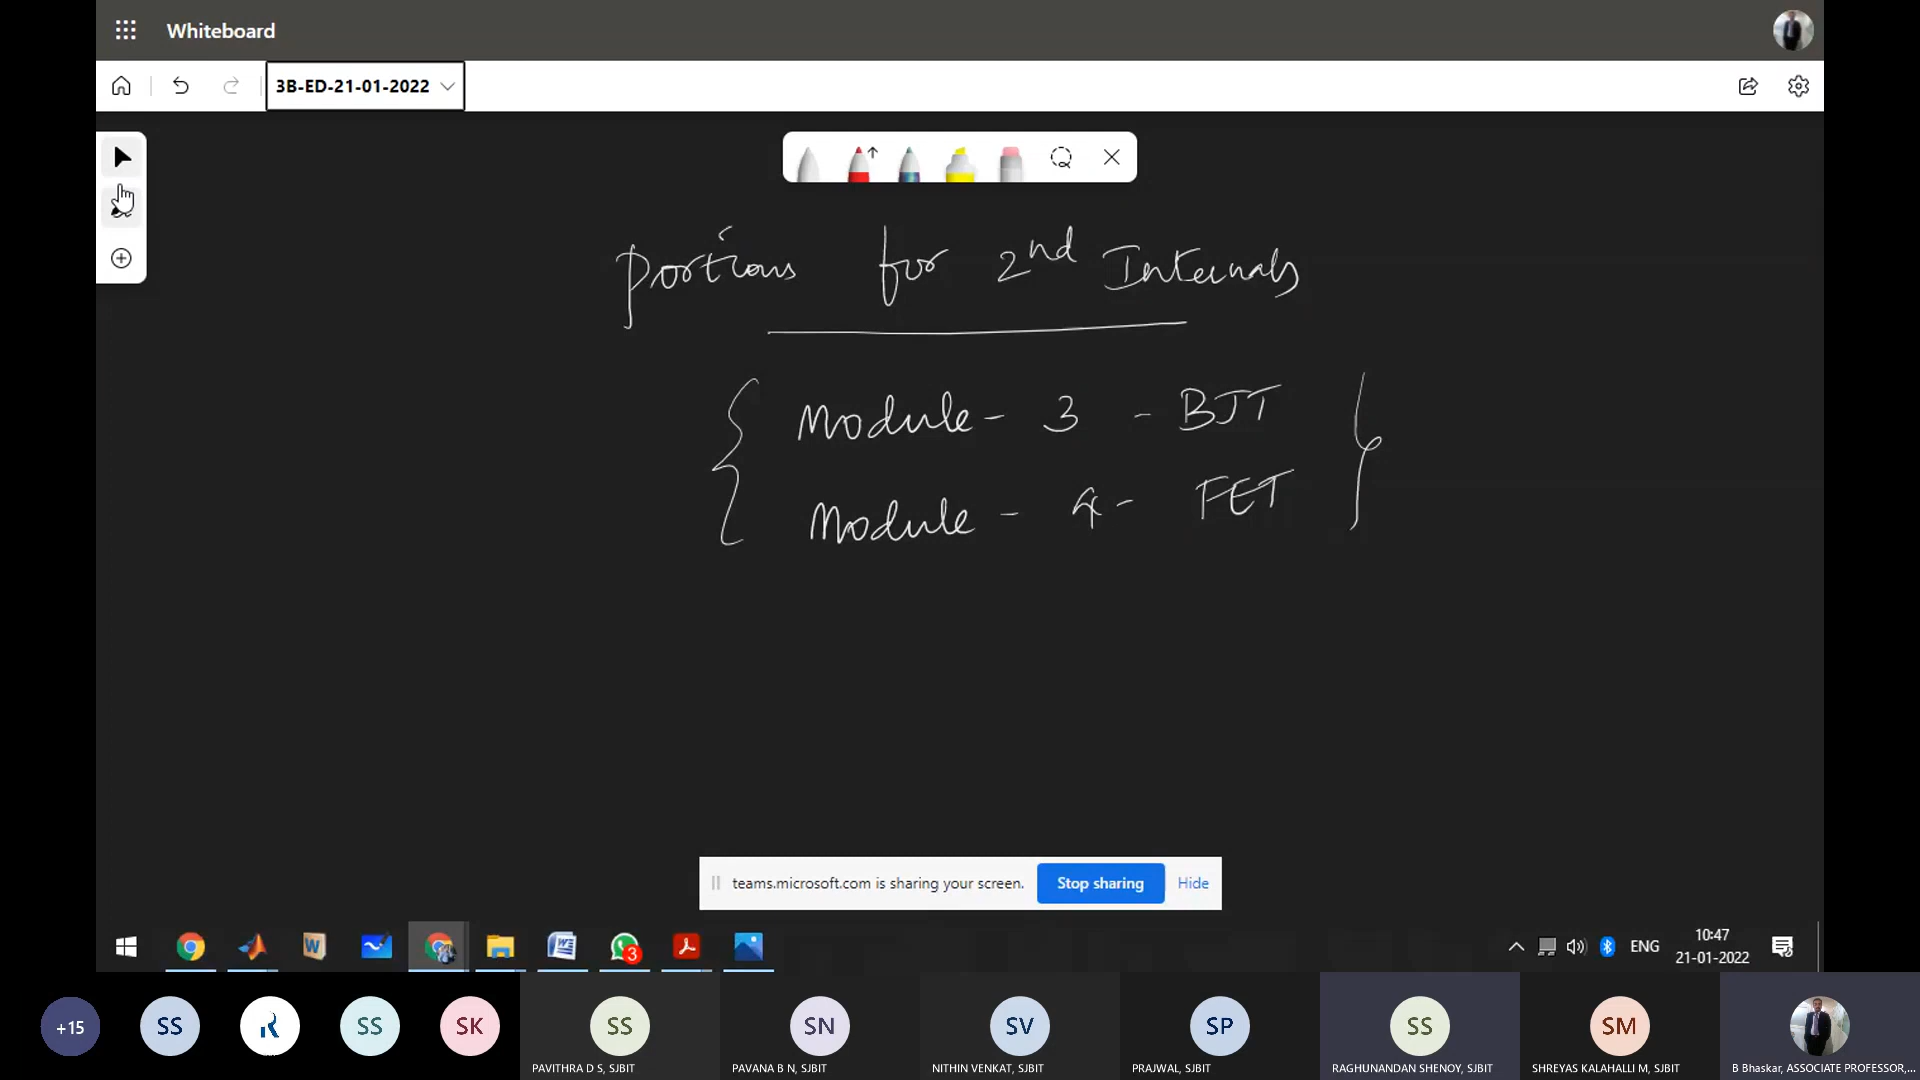 Whiteboard
3B-ED-21-01-2022
portions for 2nd Internals
Module - 3 - BJT
Module - 4 - FET
teams.microsoft.com is sharing your screen. Stop sharing Hide
W W 3
ENG 10:47
21-01-2022
+15 SS SS SK SS SN SV SP SS SM
PAVITHRA D S, SJBIT PAVANA B N, SJBIT NITHIN VENKAT, SJBIT PRAJWAL, SJBIT RAGHUNANDAN SHENOY, SJBIT SHREYAS KALAHALLI M, SJBIT B Bhaskar, ASSOCIATE PROFESSOR,...